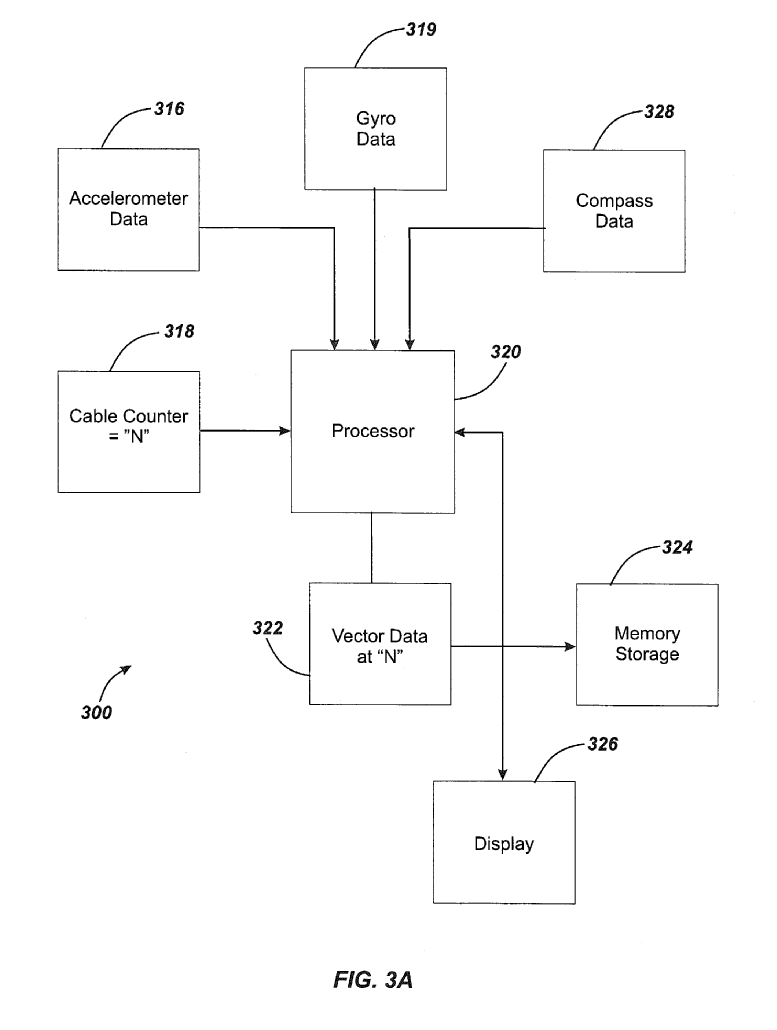 319
316
328
Gyro
Data
Accelerometer
Data
Compass
Data
318
320
Cable Counter
= ”N”
Processor
324
322
Vector Data
at “N”
Memory
Storage
300
326
Display
FIG. 3A